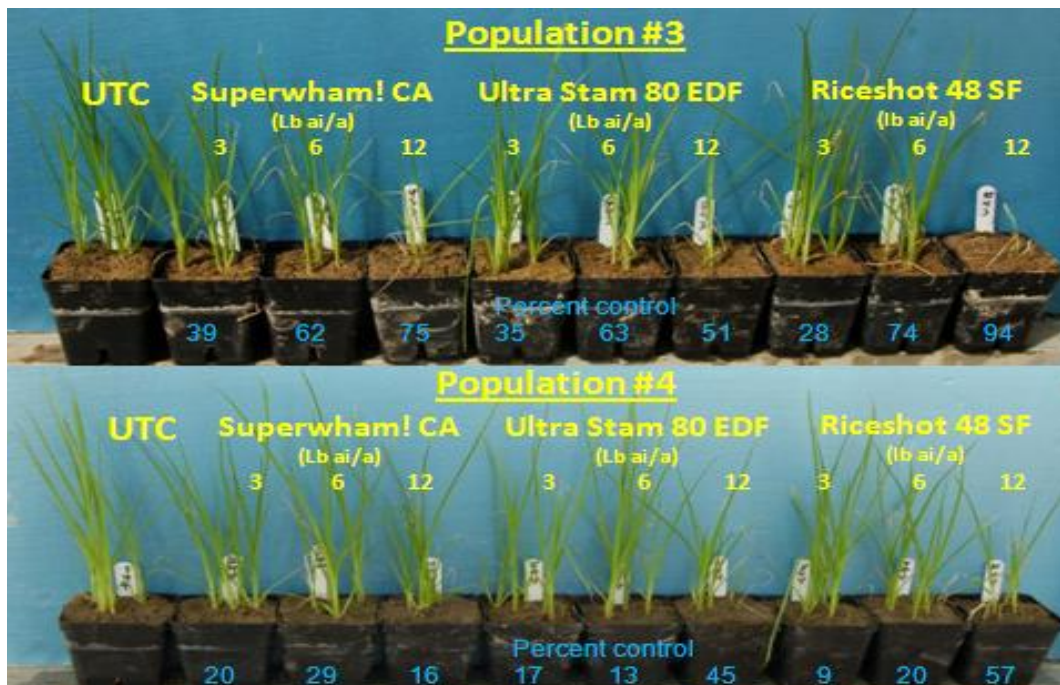 Population #3
UTC Superwham! CA Ultra Stam 80 EDF Riceshot 48 SF
(Lb ai/a) (Lb ai/a) (lb ai/a)
3 6 12 3 6 12 3 6 12
Percent control
39 62 75 35 63 51 28 74 94
Population #4
UTC Superwham! CA Ultra Stam 80 EDF Riceshot 48 SF
(Lb ai/a) (Lb ai/a) (lb ai/a)
3 6 12 3 6 12 3 6 12
Percent control
20 29 16 17 13 45 9 20 57